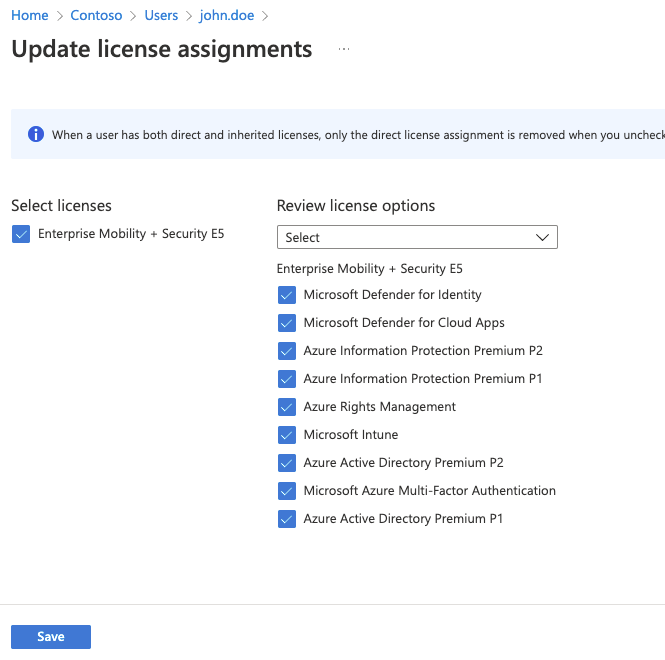 Home > Contoso > Users > john.doe >
Update license assignments ...
When a user has both direct and inherited licenses, only the direct license assignment is removed when you uncheck
Select licenses
Enterprise Mobility + Security E5
Review license options
Select
Enterprise Mobility + Security E5
Microsoft Defender for Identity
Microsoft Defender for Cloud Apps
Azure Information Protection Premium P2
Azure Information Protection Premium P1
Azure Rights Management
Microsoft Intune
Azure Active Directory Premium P2
Microsoft Azure Multi-Factor Authentication
Azure Active Directory Premium P1
Save